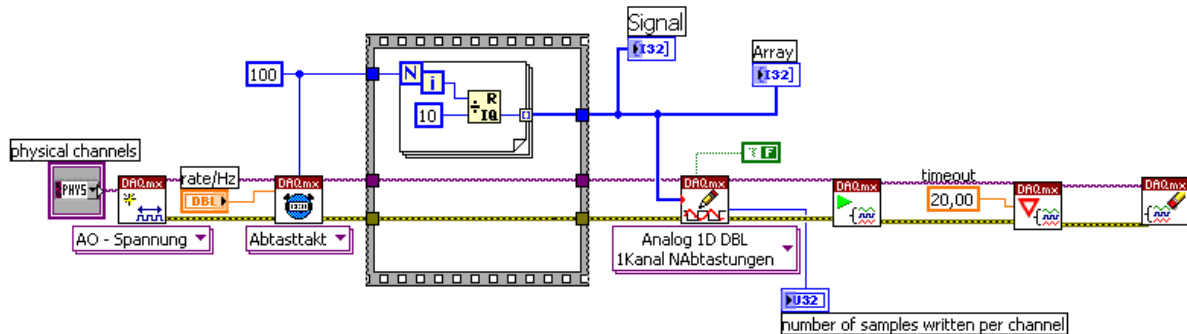 Signal
[I32]
Array
[I32]
100
N
i
10
R
IQ
physical channels
PHYS
DAQmx
AO - Spannung
rate/Hz
DBL
DAQmx
Abtasttakt
DAQmx
Analog 1D DBL
1Kanal NAbtastungen
F
DAQmx
timeout
20,00
DAQmx
DAQmx
U32
number of samples written per channel